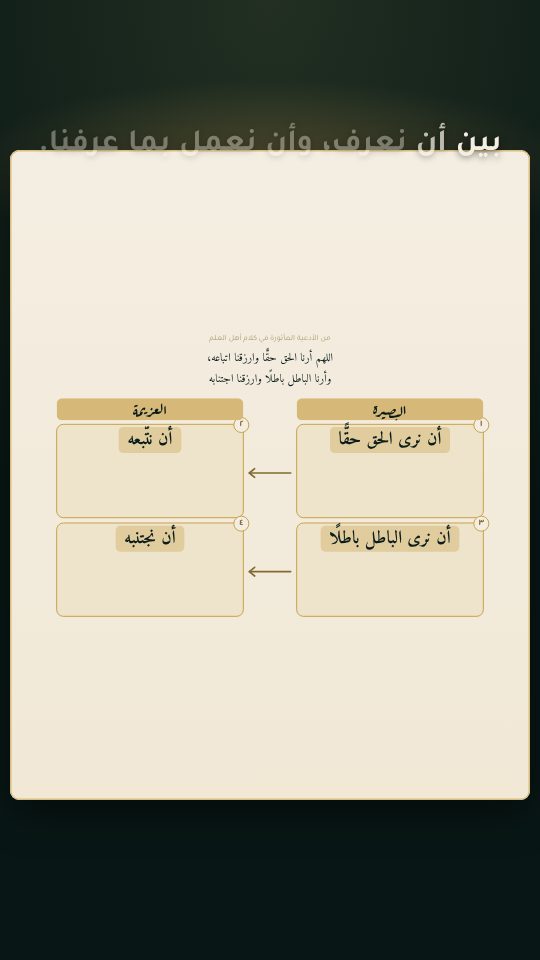 بين أن نعرف، وأن نعمل بما عرفنا.
من الأدعية المأثورة في كلام أهل العلم
اللهم أرنا الحق حقًّا وارزقنا اتباعه،
وأرنا الباطل باطلًا وارزقنا اجتنابه
البصيرة
العزيمة
١
أن نرى الحق حقًّا
٢
أن نتّبعه
٣
أن نرى الباطل باطلًا
٤
أن نجتنبه